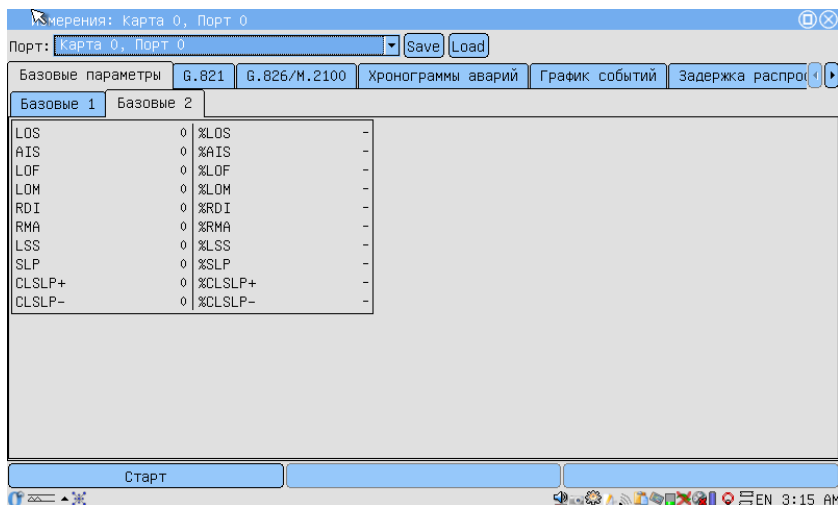 Измерения: Карта 0, Порт 0
Порт: Карта 0, Порт 0 Save Load
Базовые параметры G.821 G.826/M.2100 Хронограммы аварий График событий Задержка распрос
Базовые 1 Базовые 2
LOS 0 %LOS -
AIS 0 %AIS -
LOF 0 %LOF -
LOM 0 %LOM -
RDI 0 %RDI -
RMA 0 %RMA -
LSS 0 %LSS -
SLP 0 %SLP -
CLSLP+ 0 %CLSLP+ -
CLSLP- 0 %CLSLP- -
Старт
EN 3:15 AM